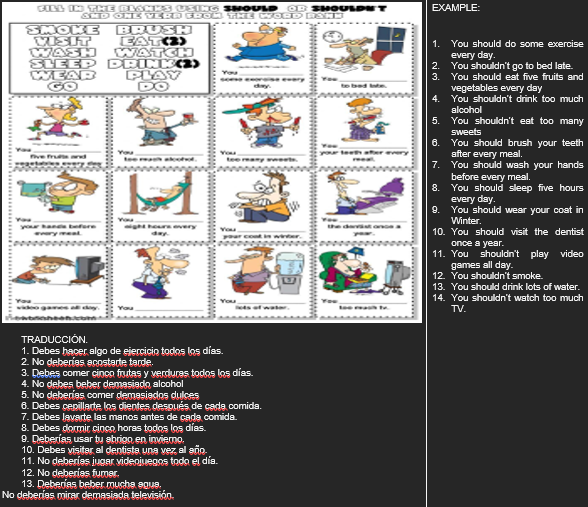 FILL IN THE BLANKS USING SHOULD OR SHOULDN'T
AND ONE VERB FROM THE WORD BANK
SMOKE BRUSH
VISIT EAT(2)
WASH WATCH
SLEEP DRINK(2)
WEAR PLAY
GO DO
You
some exercise every
day.
You
to bed late.
You
five fruits and
vegetables every day
You
too much alcohol.
You
too many sweets.
You
your teeth after every
meal.
You
your hands before
every meal.
You
eight hours every
day.
You
your coat in winter.
You
the dentist once a
year.
You
video games all day.
You
You
lots of water.
You
too much tv.
EXAMPLE:
1. You should do some exercise
every day.
2. You shouldn't go to bed late.
3. You should eat five fruits and
vegetables every day
4. You shouldn't drink too much
alcohol
5. You shouldn't eat too many
sweets
6. You should brush your teeth
after every meal.
7. You should wash your hands
before every meal.
8. You should sleep five hours
every day.
9. You should wear your coat in
Winter.
10. You should visit the dentist
once a year.
11. You shouldn't play video
games all day.
12. You shouldn't smoke.
13. You should drink lots of water.
14. You shouldn't watch too much
TV.
TRADUCCIÓN.
1. Debes hacer algo de ejercicio todos los días.
2. No deberías acostarte tarde.
3. Debes comer cinco frutas y verduras todos los días.
4. No debes beber demasiado alcohol
5. No deberías comer demasiados dulces
6. Debes cepillarte los dientes después de cada comida.
7. Debes lavarte las manos antes de cada comida.
8. Debes dormir cinco horas todos los días.
9. Deberías usar tu abrigo en invierno.
10. Debes visitar al dentista una vez al año.
11. No deberías jugar videojuegos todo el día.
12. No deberías fumar.
13. Deberías beber mucha agua.
No deberías mirar demasiada televisión.